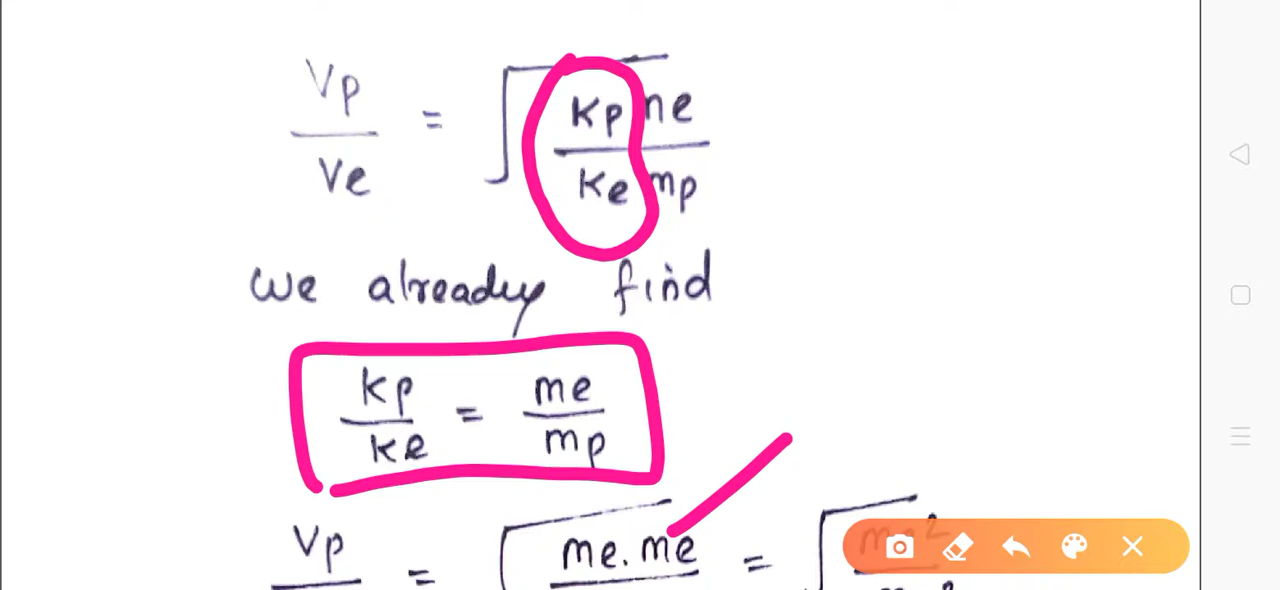 Vp / Ve = √ Kp me / Ke mp
we already find
kp / ke = me / mp
Vp = √ me.me = √